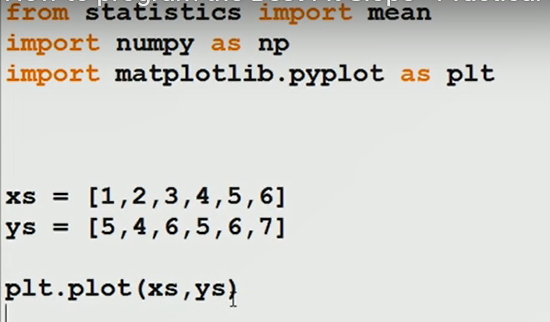 from statistics import mean
import numpy as np
import matplotlib.pyplot as plt
xs = [1,2,3,4,5,6]
ys = [5,4,6,5,6,7]
plt.plot(xs,ys)